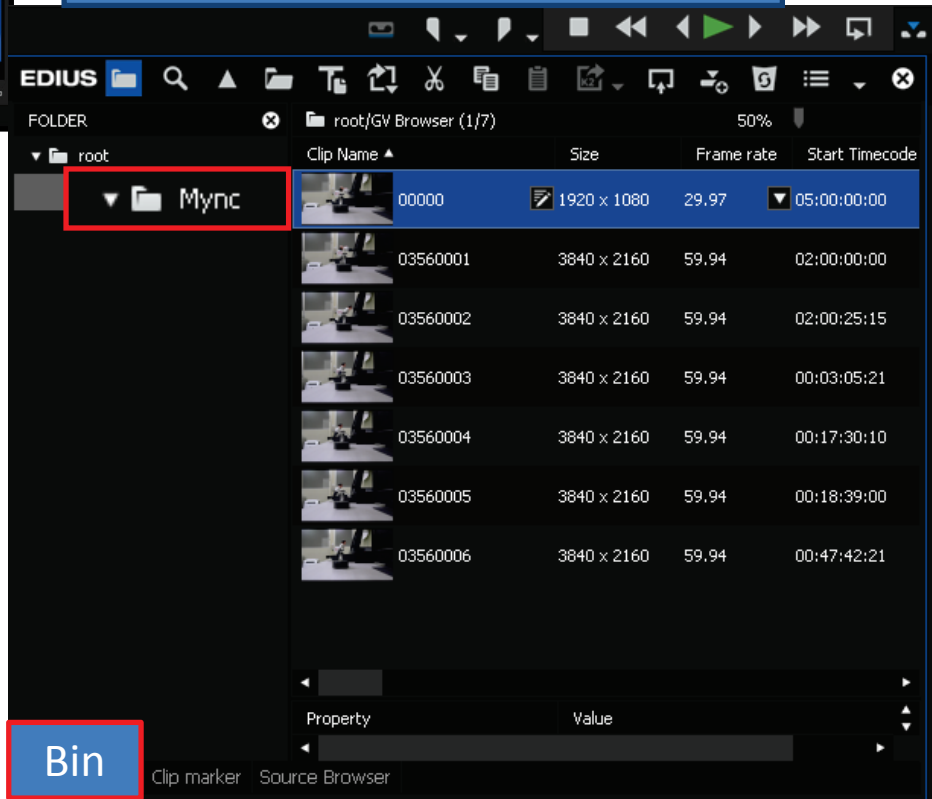 EDIUS K2
FOLDER root/GV Browser (1/7) 50%
root Clip Name Size Frame rate Start Timecode
Mync 00000 1920 x 1080 29.97 05:00:00:00
03560001 3840 x 2160 59.94 02:00:00:00
03560002 3840 x 2160 59.94 02:00:25:15
03560003 3840 x 2160 59.94 00:03:05:21
03560004 3840 x 2160 59.94 00:17:30:10
03560005 3840 x 2160 59.94 00:18:39:00
03560006 3840 x 2160 59.94 00:47:42:21
Property Value
Bin Clip marker Source Browser